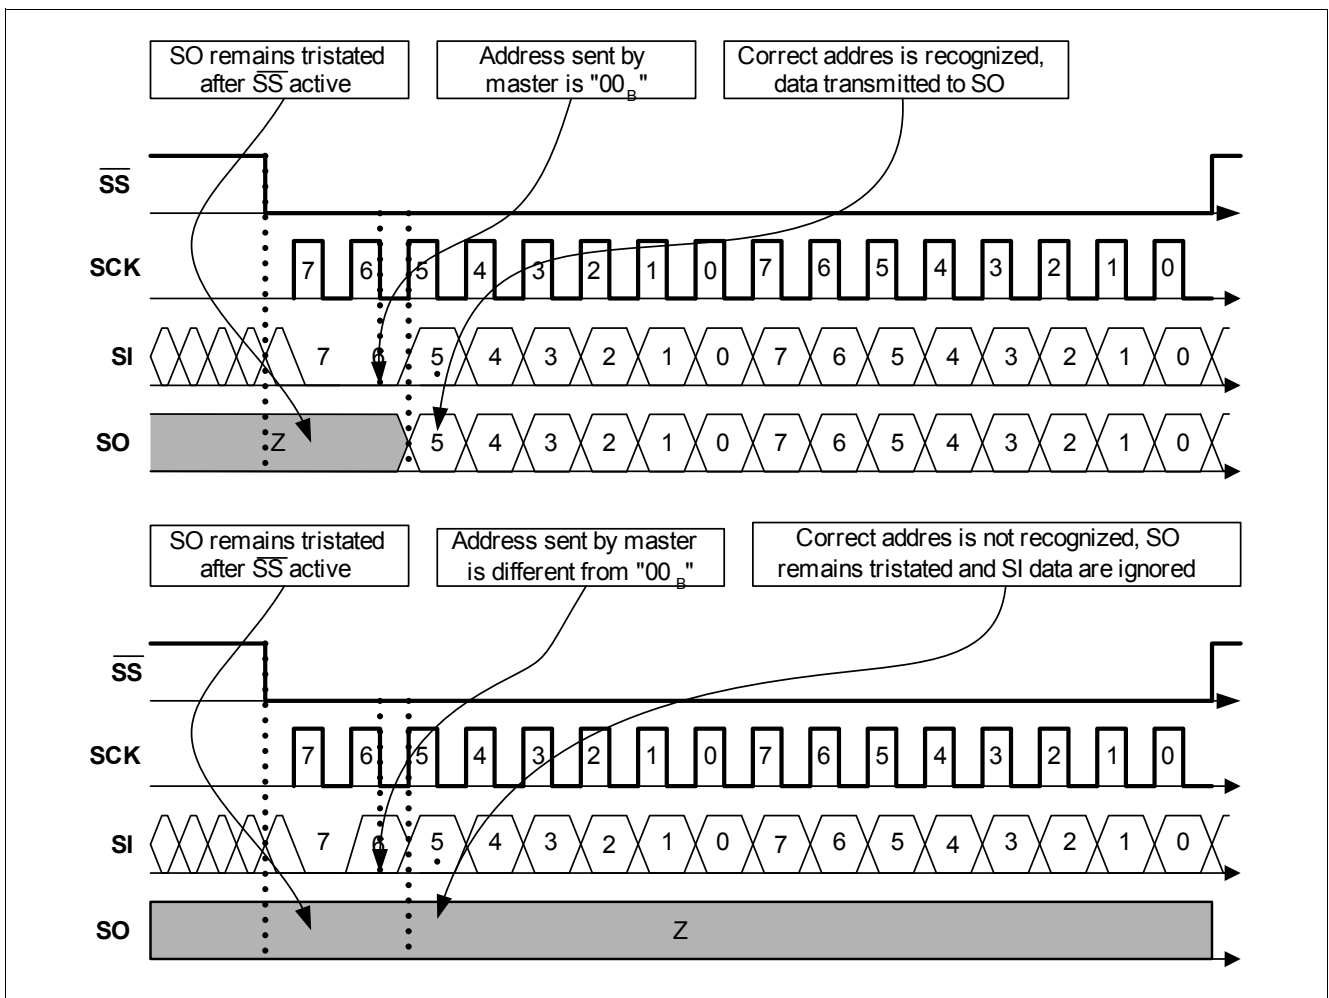 SO remains tristated
after SS active
Address sent by
master is "00 B"
Correct addres is recognized,
data transmitted to SO
SS
SCK 7 6 5 4 3 2 1 0 7 6 5 4 3 2 1 0
SI 7 6 5 4 3 2 1 0 7 6 5 4 3 2 1 0
SO Z 5 4 3 2 1 0 7 6 5 4 3 2 1 0
SO remains tristated
after SS active
Address sent by master
is different from "00 B"
Correct addres is not recognized, SO
remains tristated and SI data are ignored
SS
SCK 7 6 5 4 3 2 1 0 7 6 5 4 3 2 1 0
SI 7 6 5 4 3 2 1 0 7 6 5 4 3 2 1 0
SO Z